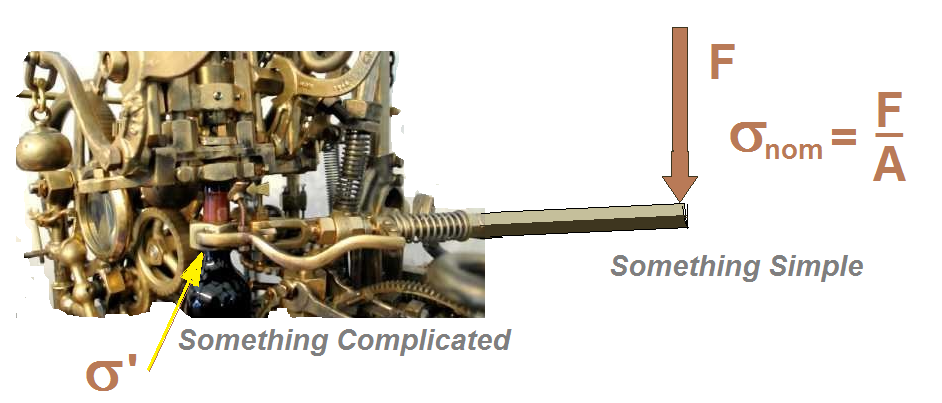 F
σnom = F/A
Something Simple
Something Complicated
σ'